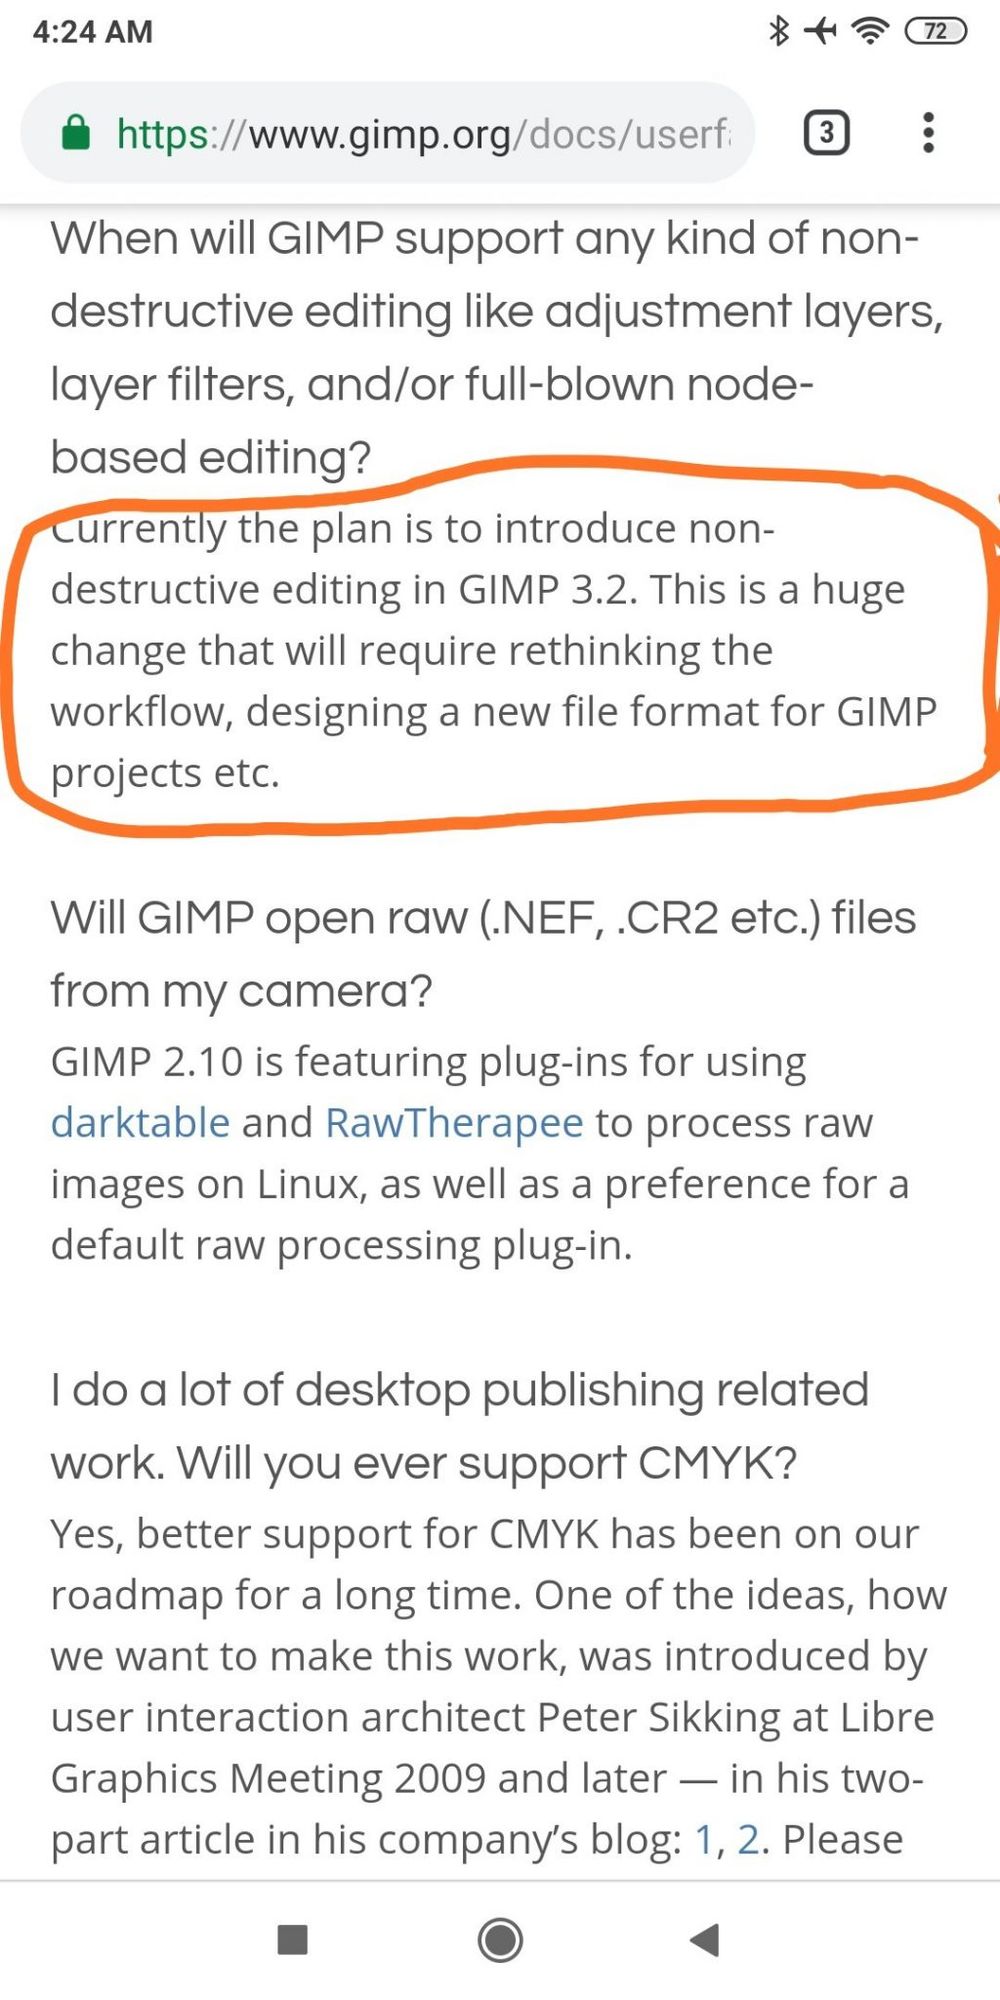 4:24 AM
72
https://www.gimp.org/docs/userf
3
When will GIMP support any kind of non-
destructive editing like adjustment layers,
layer filters, and/or full-blown node-
based editing?
Currently the plan is to introduce non-
destructive editing in GIMP 3.2. This is a huge
change that will require rethinking the
workflow, designing a new file format for GIMP
projects etc.
Will GIMP open raw (.NEF, .CR2 etc.) files
from my camera?
GIMP 2.10 is featuring plug-ins for using
darktable and RawTherapee to process raw
images on Linux, as well as a preference for a
default raw processing plug-in.
I do a lot of desktop publishing related
work. Will you ever support CMYK?
Yes, better support for CMYK has been on our
roadmap for a long time. One of the ideas, how
we want to make this work, was introduced by
user interaction architect Peter Sikking at Libre
Graphics Meeting 2009 and later — in his two-
part article in his company’s blog: 1, 2. Please